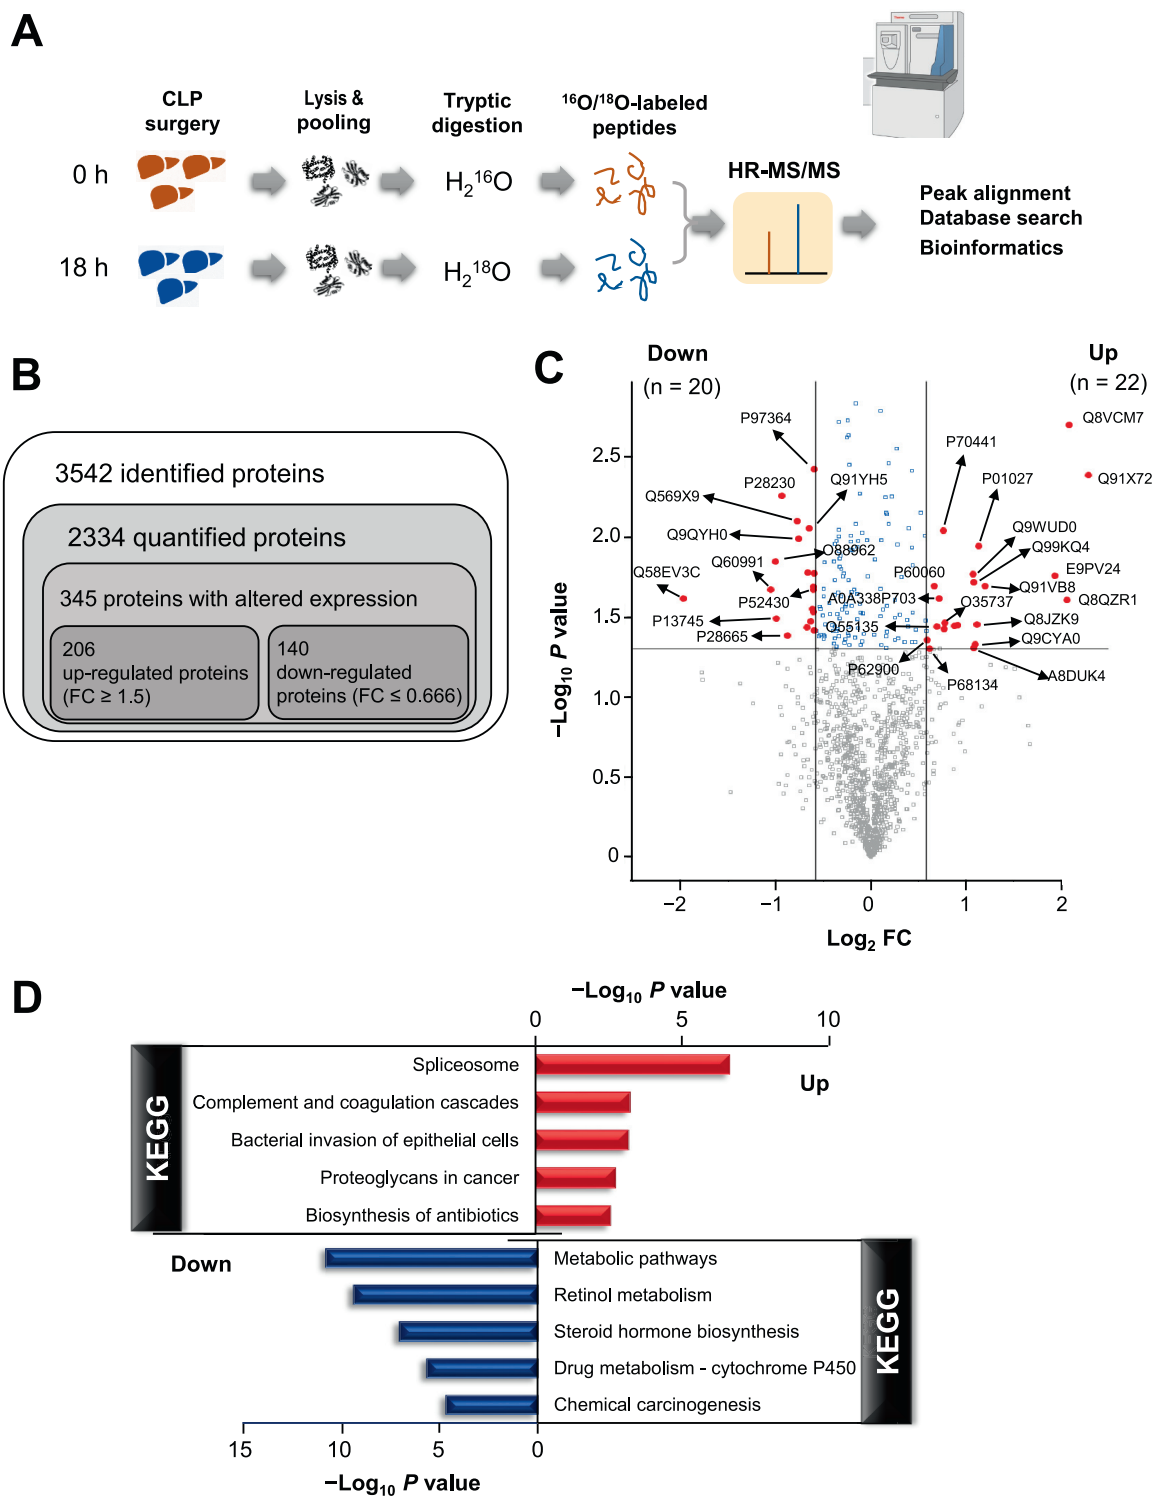 A
CLP
surgery
Lysis &
pooling
Tryptic
digestion
¹⁶O/¹⁸O-labeled
peptides
HR-MS/MS
0 h
H₂¹⁶O
18 h
H₂¹⁸O
Peak alignment
Database search
Bioinformatics
B
3542 identified proteins
2334 quantified proteins
345 proteins with altered expression
206
up-regulated proteins
(FC ≥ 1.5)
140
down-regulated
proteins (FC ≤ 0.666)
C
Down
(n = 20)
Up
(n = 22)
P97364
Q8VCM7
P70441
Q91X72
P28230
Q91YH5
P01027
Q569X9
Q9QYH0
Q9WUD0
Q99KQ4
O88962
Q60991
Q58EV3C
P60060
E9PV24
Q91VB8
P52430
A0A338P703
O35737
Q8QZR1
P13745
Q55135
Q8JZK9
P28665
Q9CYA0
P62900
P68134
A8DUK4
2.5
2.0
1.5
1.0
0.5
0
−Log₁₀ P value
−2
−1
0
1
2
Log₂ FC
D
−Log₁₀ P value
0
5
10
KEGG
Up
Spliceosome
Complement and coagulation cascades
Bacterial invasion of epithelial cells
Proteoglycans in cancer
Biosynthesis of antibiotics
Down
KEGG
Metabolic pathways
Retinol metabolism
Steroid hormone biosynthesis
Drug metabolism - cytochrome P450
Chemical carcinogenesis
15
10
5
0
−Log₁₀ P value